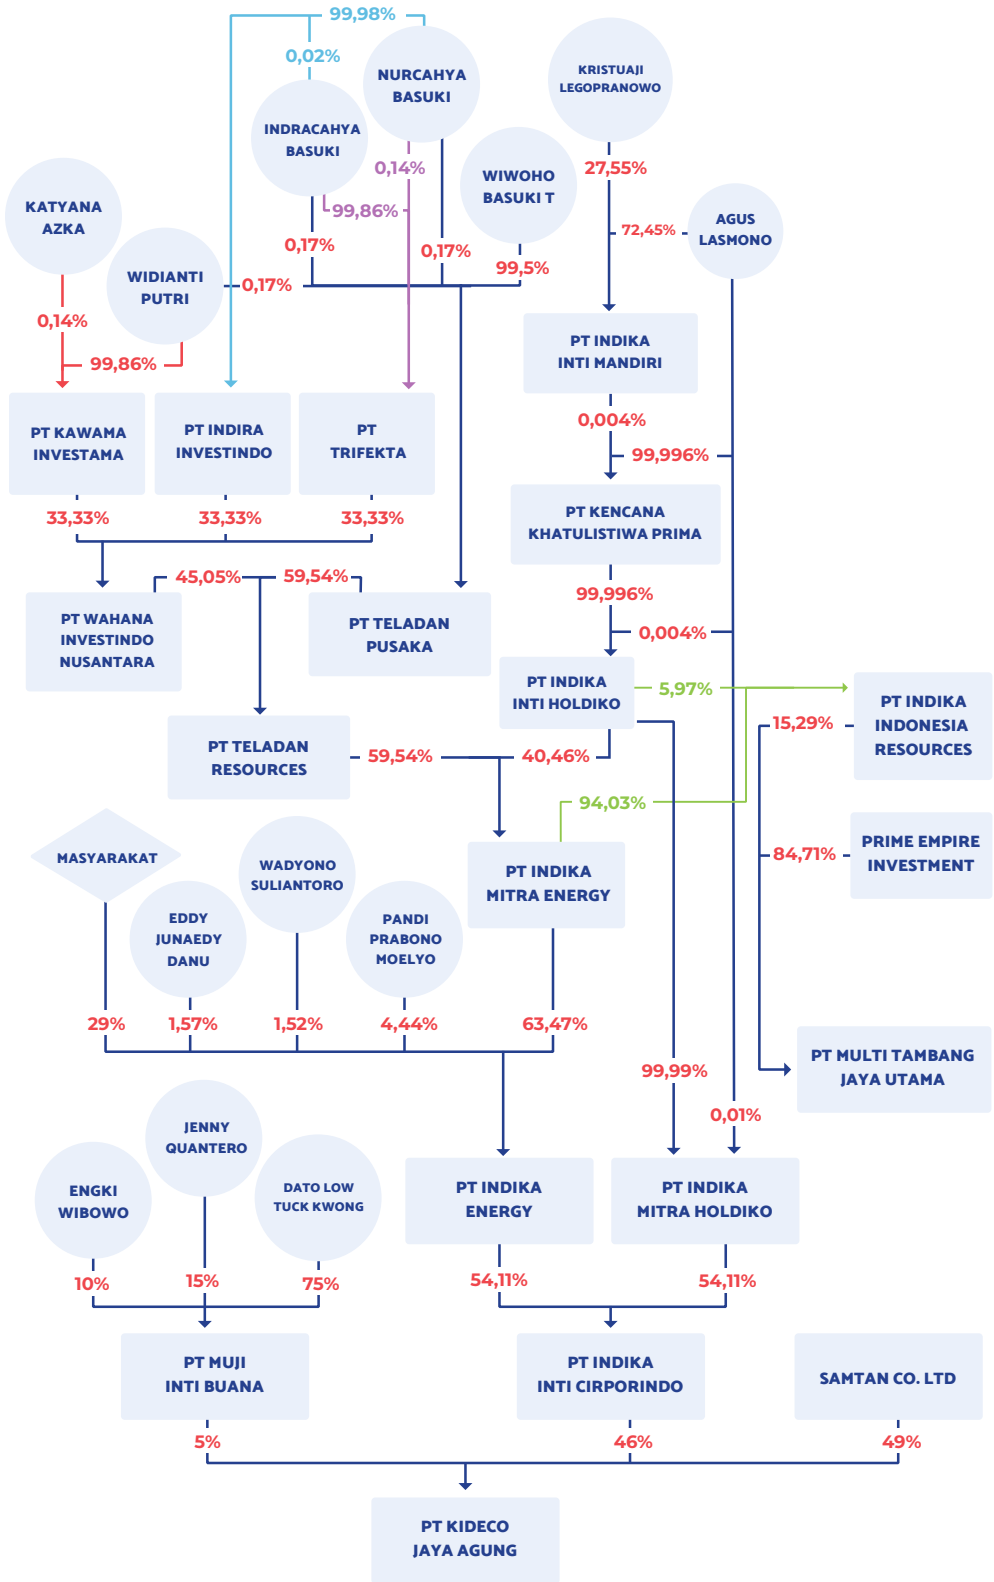 99,98%
0,02%
NURCAHYA
BASUKI
KRISTUAJI
LEGOPRANOWO
INDRACAHYA
BASUKI
0,14%
WIWOHO
BASUKI T
27,55%
KATYANA
AZKA
99,86%
72,45%
AGUS
LASMONO
0,17%
0,17%
99,5%
WIDIANTI
PUTRI
0,17%
0,14%
99,86%
PT INDIKA
INTI MANDIRI
0,004%
99,996%
PT KAWAMA
INVESTAMA
PT INDIRA
INVESTINDO
PT
TRIFEKTA
33,33%
33,33%
33,33%
PT KENCANA
KHATULISTIWA PRIMA
45,05%
59,54%
99,996%
PT WAHANA
INVESTINDO
NUSANTARA
PT TELADAN
PUSAKA
0,004%
PT INDIKA
INTI HOLDIKO
5,97%
PT INDIKA
INDONESIA
RESOURCES
15,29%
PT TELADAN
RESOURCES
59,54%
40,46%
94,03%
MASYARAKAT
WADYONO
SULIANTORO
PT INDIKA
MITRA ENERGY
84,71%
PRIME EMPIRE
INVESTMENT
EDDY
JUNAEDY
DANU
PANDI
PRABONO
MOELYO
29%
1,57%
1,52%
4,44%
63,47%
PT MULTI TAMBANG
JAYA UTAMA
99,99%
0,01%
JENNY
QUANTERO
ENGKI
WIBOWO
DATO LOW
TUCK KWONG
PT INDIKA
ENERGY
PT INDIKA
MITRA HOLDIKO
10%
15%
75%
54,11%
54,11%
PT MUJI
INTI BUANA
PT INDIKA
INTI CIRPORINDO
SAMTAN CO. LTD
5%
46%
49%
PT KIDECO
JAYA AGUNG